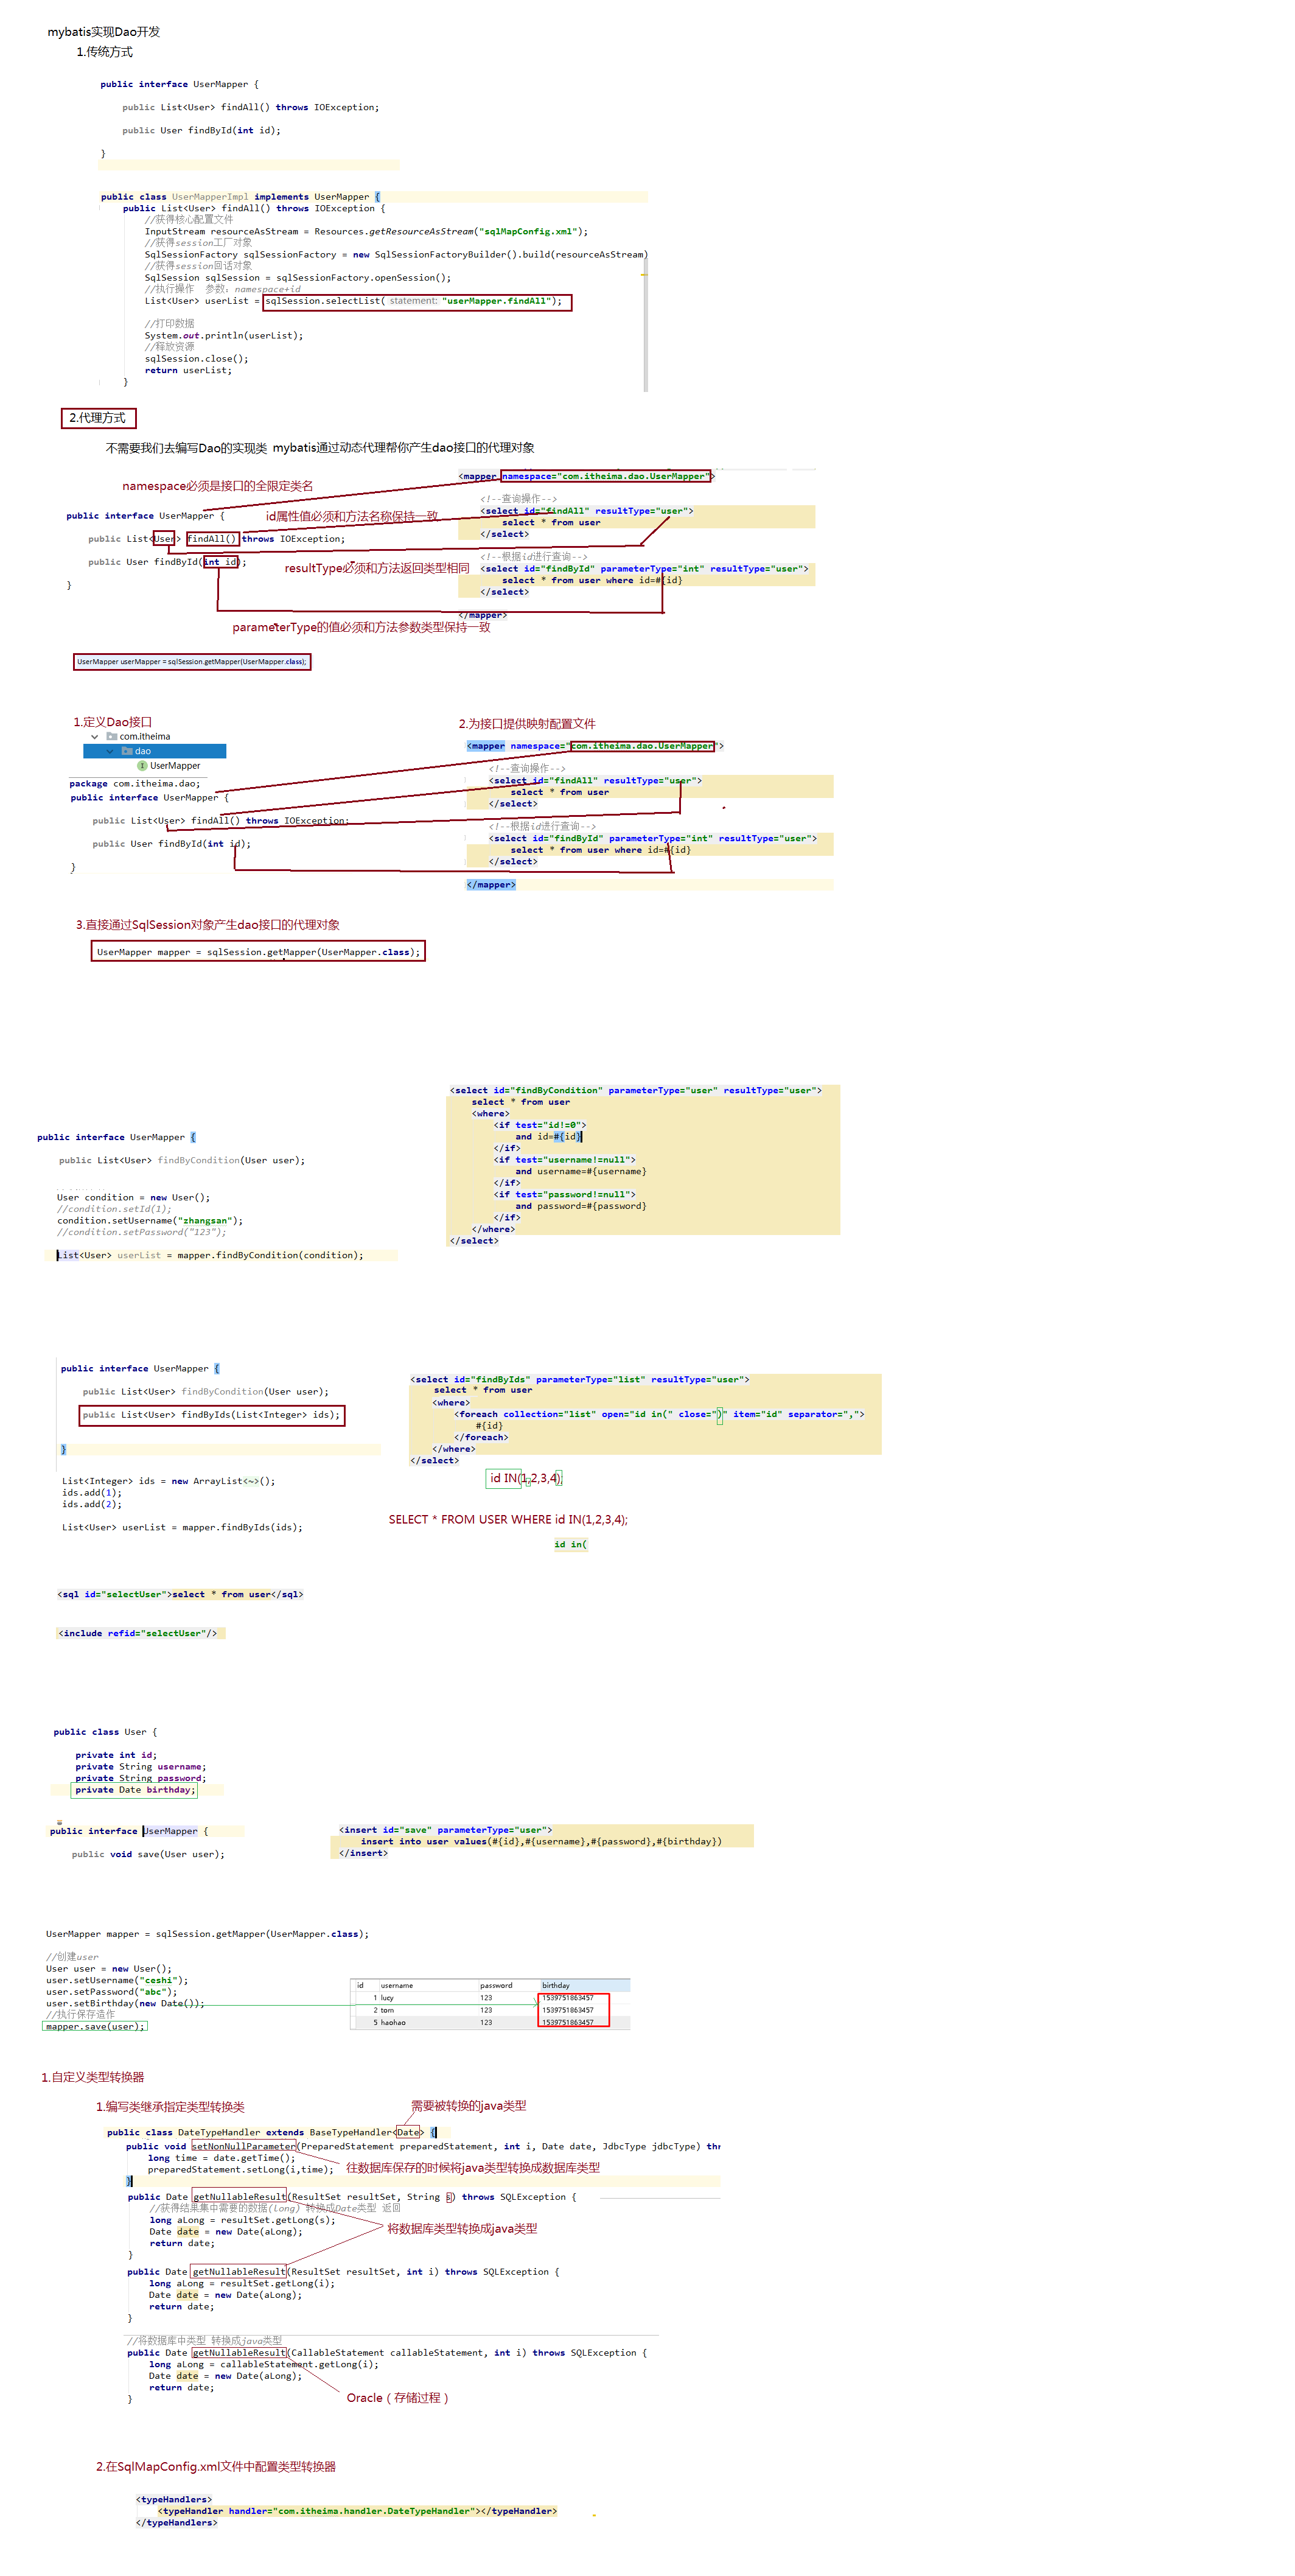 mybatis实现Dao开发
1.传统方式
public interface UserMapper {
public List<User> findAll() throws IOException;
public User findById(int id);
}
public class UserMapperImpl implements UserMapper {
public List<User> findAll() throws IOException {
//获得核心配置文件
InputStream resourceAsStream = Resources.getResourceAsStream("sqlMapConfig.xml");
//获得session工厂对象
SqlSessionFactory sqlSessionFactory = new SqlSessionFactoryBuilder().build(resourceAsStream)
//获得session回话对象
SqlSession sqlSession = sqlSessionFactory.openSession();
//执行操作 参数：namespace+id
List<User> userList = sqlSession.selectList( statement: "userMapper.findAll");
//打印数据
System.out.println(userList);
//释放资源
sqlSession.close();
return userList;
}
2.代理方式
不需要我们去编写Dao的实现类 mybatis通过动态代理帮你产生dao接口的代理对象
namespace必须是接口的全限定类名
public interface UserMapper {
id属性值必须和方法名称保持一致
public List<User> findAll() throws IOException;
public User findById(int id);
resultType必须和方法返回类型相同
}
parameterType的值必须和方法参数类型保持一致
<mapper namespace="com.itheima.dao.UserMapper">
<!--查询操作-->
<select id="findAll" resultType="user">
select * from user
</select>
<!--根据id进行查询-->
<select id="findById" parameterType="int" resultType="user">
select * from user where id=#{id}
</select>
</mapper>
UserMapper userMapper = sqlSession.getMapper(UserMapper.class);
1.定义Dao接口
com.itheima
dao
UserMapper
package com.itheima.dao;
public interface UserMapper {
public List<User> findAll() throws IOException;
public User findById(int id);
}
2.为接口提供映射配置文件
<mapper namespace="com.itheima.dao.UserMapper">
<!--查询操作-->
<select id="findAll" resultType="user">
select * from user
</select>
<!--根据id进行查询-->
<select id="findById" parameterType="int" resultType="user">
select * from user where id=#{id}
</select>
</mapper>
3.直接通过SqlSession对象产生dao接口的代理对象
UserMapper mapper = sqlSession.getMapper(UserMapper.class);
public interface UserMapper {
public List<User> findByCondition(User user);
User condition = new User();
//condition.setId(1);
condition.setUsername("zhangsan");
//condition.setPassword("123");
List<User> userList = mapper.findByCondition(condition);
<select id="findByCondition" parameterType="user" resultType="user">
select * from user
<where>
<if test="id!=0">
and id=#{id}
</if>
<if test="username!=null">
and username=#{username}
</if>
<if test="password!=null">
and password=#{password}
</if>
</where>
</select>
public interface UserMapper {
public List<User> findByCondition(User user);
public List<User> findByIds(List<Integer> ids);
}
List<Integer> ids = new ArrayList<~>();
ids.add(1);
ids.add(2);
List<User> userList = mapper.findByIds(ids);
<select id="findByIds" parameterType="list" resultType="user">
select * from user
<where>
<foreach collection="list" open="id in(" close=")" item="id" separator=",">
#{id}
</foreach>
</where>
</select>
id IN(1,2,3,4);
SELECT * FROM USER WHERE id IN(1,2,3,4);
id in(
<sql id="selectUser">select * from user</sql>
<include refid="selectUser"/>
public class User {
private int id;
private String username;
private String password;
private Date birthday;
public interface UserMapper {
public void save(User user);
<insert id="save" parameterType="user">
insert into user values(#{id},#{username},#{password},#{birthday})
</insert>
UserMapper mapper = sqlSession.getMapper(UserMapper.class);
//创建user
User user = new User();
user.setUsername("ceshi");
user.setPassword("abc");
user.setBirthday(new Date());
//执行保存造作
mapper.save(user);
id username password birthday
1 lucy 123 1539751863457
2 tom 123 1539751863457
5 haohao 123 1539751863457
1.自定义类型转换器
1.编写类继承指定类型转换类
需要被转换的java类型
public class DateTypeHandler extends BaseTypeHandler<Date> {
public void setNonNullParameter(PreparedStatement preparedStatement, int i, Date date, JdbcType jdbcType) thr
long time = date.getTime();
preparedStatement.setLong(i,time);
往数据库保存的时候将java类型转换成数据库类型
}
public Date getNullableResult(ResultSet resultSet, String s) throws SQLException {
//获得结果集中需要的数据(Long) 转换成Date类型 返回
long aLong = resultSet.getLong(s);
Date date = new Date(aLong);
将数据库类型转换成java类型
return date;
}
public Date getNullableResult(ResultSet resultSet, int i) throws SQLException {
long aLong = resultSet.getLong(i);
Date date = new Date(aLong);
return date;
}
//将数据库中类型 转换成java类型
public Date getNullableResult(CallableStatement callableStatement, int i) throws SQLException {
long aLong = callableStatement.getLong(i);
Date date = new Date(aLong);
return date;
}
Oracle（存储过程）
2.在SqlMapConfig.xml文件中配置类型转换器
<typeHandlers>
<typeHandler handler="com.itheima.handler.DateTypeHandler"></typeHandler>
</typeHandlers>